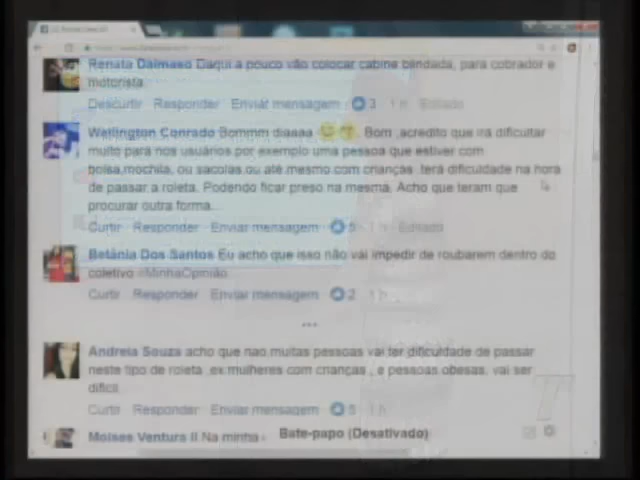 Renata Dalmaso Daqui a pouco vão colocar cabine blindada, para cobrador e
motorista.
Descurtir Responder Enviar mensagem 3 1 h Editado
Wellington Conrado Bommm diaaaa Bom ,acredito que irá dificultar
muito para nos usuários por exemplo uma pessoa que estiver com
bolsa,mochila, ou sacolas ou até mesmo com crianças terá dificuldade na hora
de passar a roleta. Podendo ficar preso na mesma. Acho que teram que
procurar outra forma...
Curtir Responder Enviar mensagem 5 1 h Editado
Betânia Dos Santos Eu acho que isso não vai impedir de roubarem dentro do
coletivo #MinhaOpinião
Curtir Responder Enviar mensagem 2 1 h
Andreia Souza acho que nao muitas pessoas vai ter dificuldade de passar
neste tipo de roleta ,ex mulheres com crianças , e pessoas obesas, vai ser
dificil
Curtir Responder Enviar mensagem 5 1 h
Moises Ventura II Na minha
Bate-papo (Desativado)